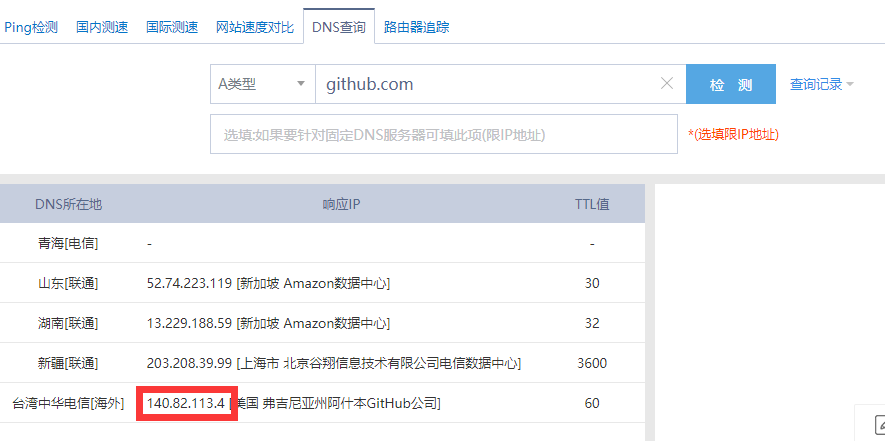 Ping检测 国内测速 国际测速 网站速度对比 DNS查询 路由器追踪
A类型 github.com 检 测 查询记录
选填:如果要针对固定DNS服务器可填此项(限IP地址) *(选填限IP地址)
DNS所在地 响应IP TTL值
青海[电信] - -
山东[联通] 52.74.223.119 [新加坡 Amazon数据中心] 30
湖南[联通] 13.229.188.59 [新加坡 Amazon数据中心] 32
新疆[联通] 203.208.39.99 [上海市 北京谷翔信息技术有限公司电信数据中心] 3600
台湾中华电信[海外] 140.82.113.4 [美国 弗吉尼亚州阿什本GitHub公司] 60